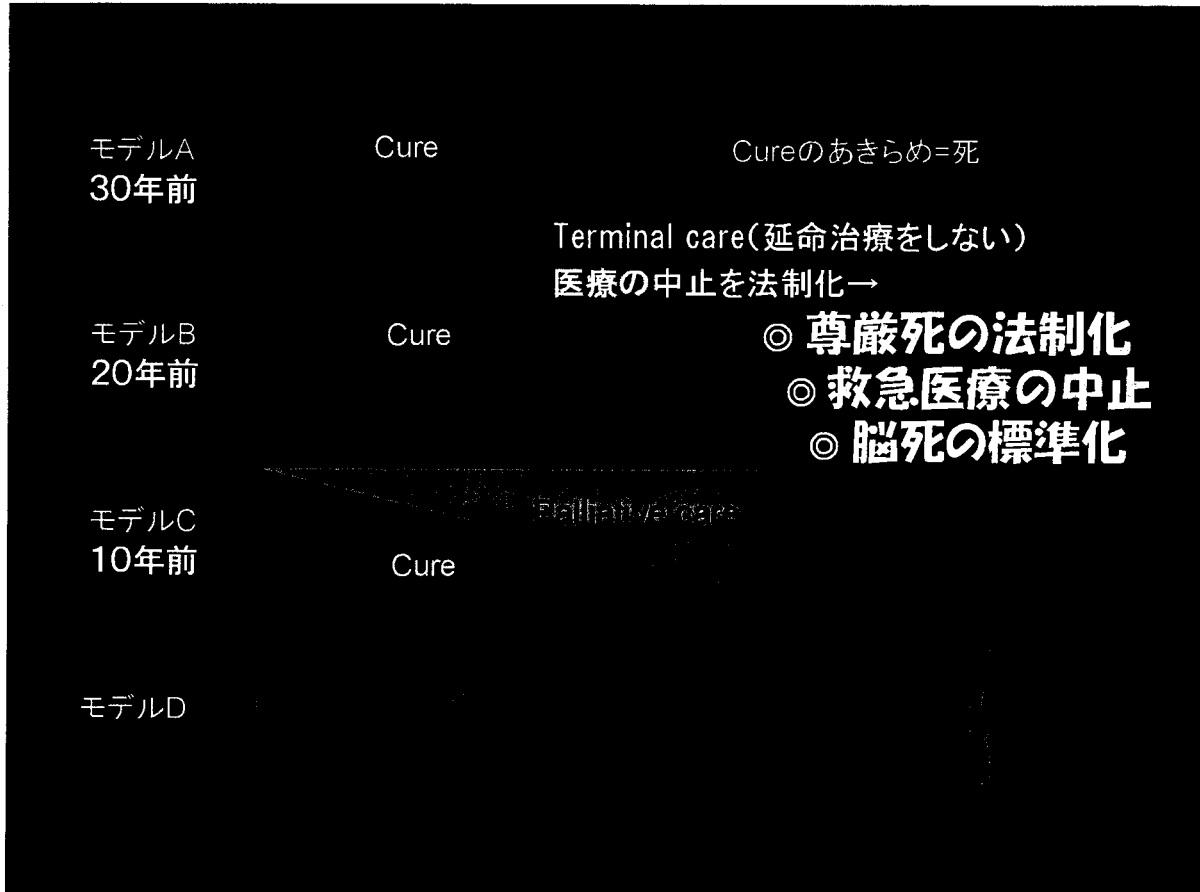 モデルA
30年前
Cure
Cureのあきらめ=死
Terminal care(延命治療をしない)
医療の中止を法制化→
モデルB
20年前
Cure
◎ 尊厳死の法制化
◎ 救急医療の中止
◎ 脳死の標準化
Palliative care
モデルC
10年前
Cure
モデルD